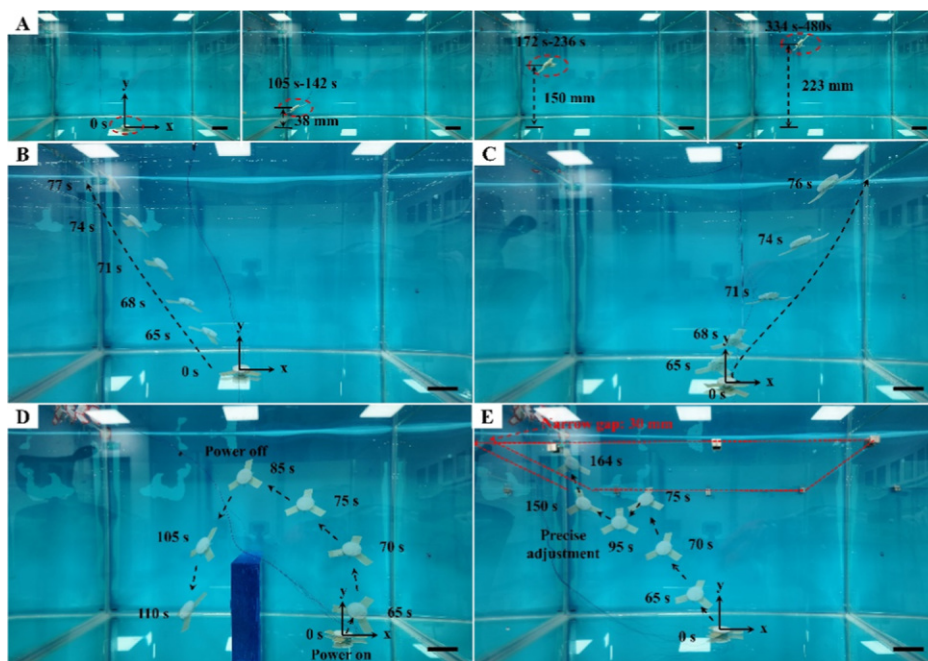 A
y
0 s
x
105 s-142 s
38 mm
172 s-236 s
150 mm
334 s-480s
223 mm
B
77 s
74 s
71 s
68 s
65 s
0 s
y
x
C
76 s
74 s
71 s
68 s
65 s
0 s
y
x
D
Power off
85 s
75 s
105 s
70 s
110 s
65 s
y
0 s
x
Power on
E
Narrow gap: 30 mm
164 s
150 s
75 s
Precise
adjustment
95 s
70 s
65 s
y
0 s
x